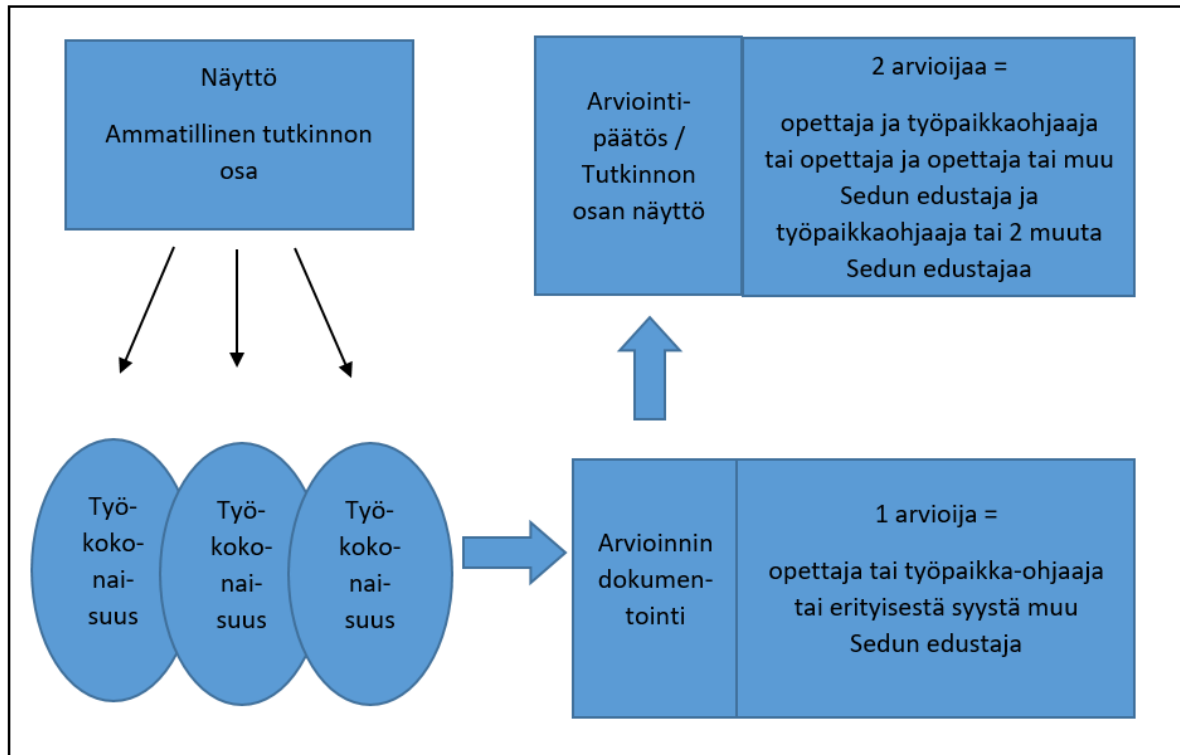 Näyttö
Ammatillinen tutkinnon
osa
Arviointi-
päätös /
Tutkinnon
osan näyttö
2 arvioijaa =
opettaja ja työpaikkaohjaaja
tai opettaja ja opettaja tai muu
Sedun edustaja ja
työpaikkaohjaaja tai 2 muuta
Sedun edustajaa
Työ-
koko-
nai-
suus
Työ-
koko-
nai-
suus
Työ-
koko-
nai-
suus
Arvioinnin
dokumen-
tointi
1 arvioija =
opettaja tai työpaikka-ohjaaja
tai erityisestä syystä muu
Sedun edustaja